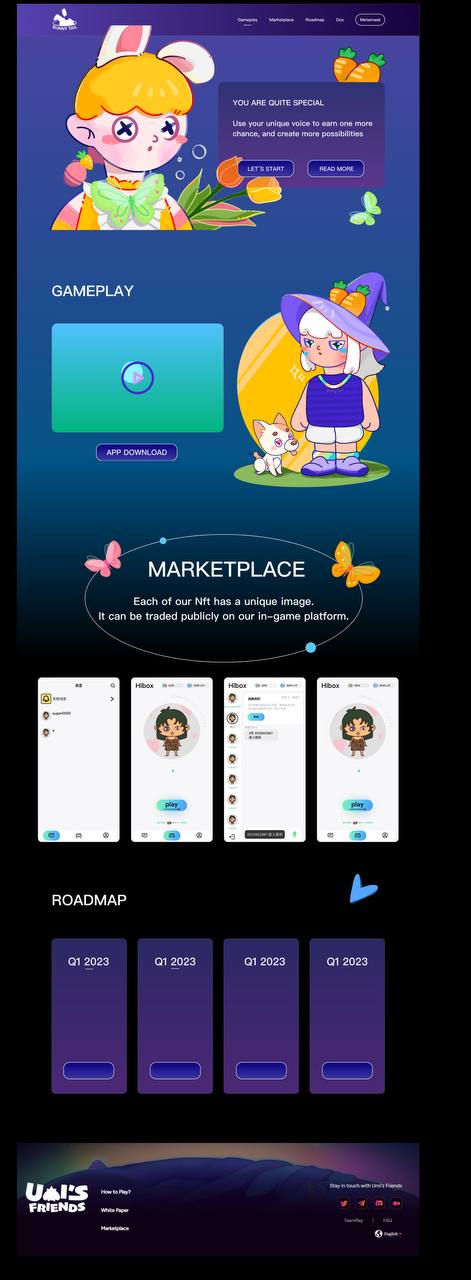 BUNNY TAIL
Gameplay
Marketplace
Roadmap
Doc
Metamask
YOU ARE QUITE SPECIAL
Use your unique voice to earn one more
chance, and create more possibilities
LET'S START
READ MORE
GAMEPLAY
APP DOWNLOAD
MARKETPLACE
Each of our Nft has a unique image.
It can be traded publicly on our in-game platform.
Hibox
play
Hibox
play
ROADMAP
Q1 2023
Q1 2023
Q1 2023
Q1 2023
UMI'S
FRIENDS
How to Play?
White Paper
Marketplace
Stay in touch with Umi's Friends
TeamPlay | FAQ
English